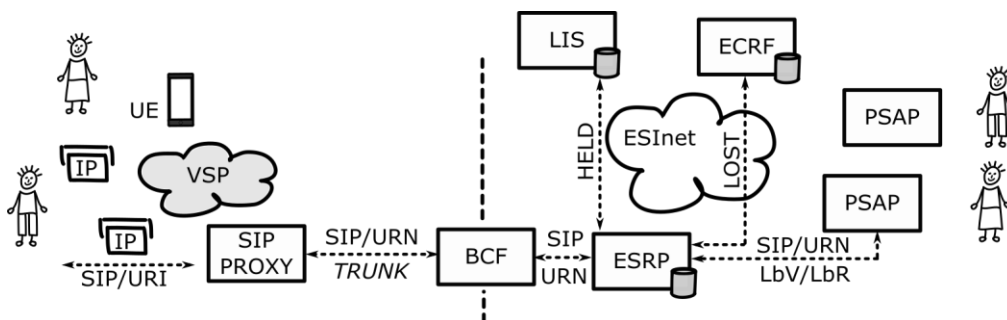 LIS
ECRF
UE
IP
VSP
HELD
ESInet
LOST
PSAP
PSAP
IP
SIP/URI
SIP
PROXY
SIP/URN
TRUNK
BCF
SIP
URN
ESRP
SIP/URN
LbV/LbR